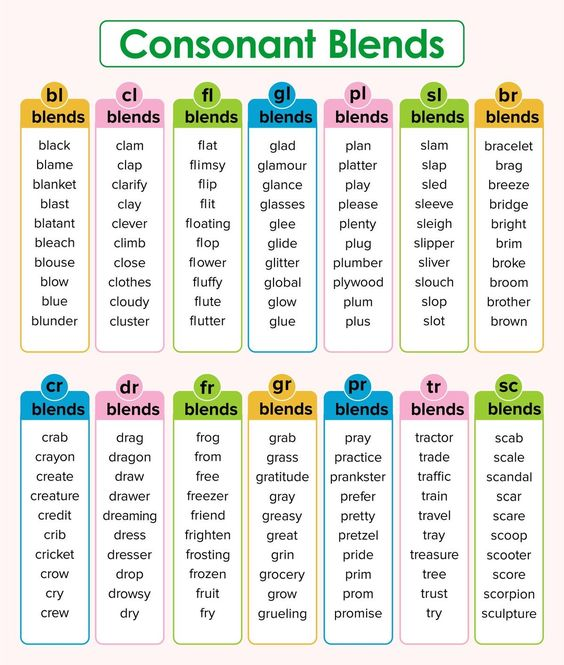 Consonant Blends
bl
blends
black
blame
blanket
blast
blatant
bleach
blouse
blow
blue
blunder
cl
blends
clam
clap
clarify
clay
clever
climb
close
clothes
cloudy
cluster
fl
blends
flat
flimsy
flip
flit
floating
flop
flower
fluffy
flute
flutter
gl
blends
glad
glamour
glance
glasses
glee
glide
glitter
global
glow
glue
pl
blends
plan
platter
play
please
plenty
plug
plumber
plywood
plum
plus
sl
blends
slam
slap
sled
sleeve
sleigh
slipper
sliver
slouch
slop
slot
br
blends
bracelet
brag
breeze
bridge
bright
brim
broke
broom
brother
brown
cr
blends
crab
crayon
create
creature
credit
crib
cricket
crow
cry
crew
dr
blends
drag
dragon
draw
drawer
dreaming
dress
dresser
drop
drowsy
dry
fr
blends
frog
from
free
freezer
friend
frighten
frosting
frozen
fruit
fry
gr
blends
grab
grass
gratitude
gray
greasy
great
grin
grocery
grow
grueling
pr
blends
pray
practice
prankster
prefer
pretty
pretzel
pride
prim
prom
promise
tr
blends
tractor
trade
traffic
train
travel
tray
treasure
tree
trust
try
sc
blends
scab
scale
scandal
scar
scare
scoop
scooter
score
scorpion
sculpture